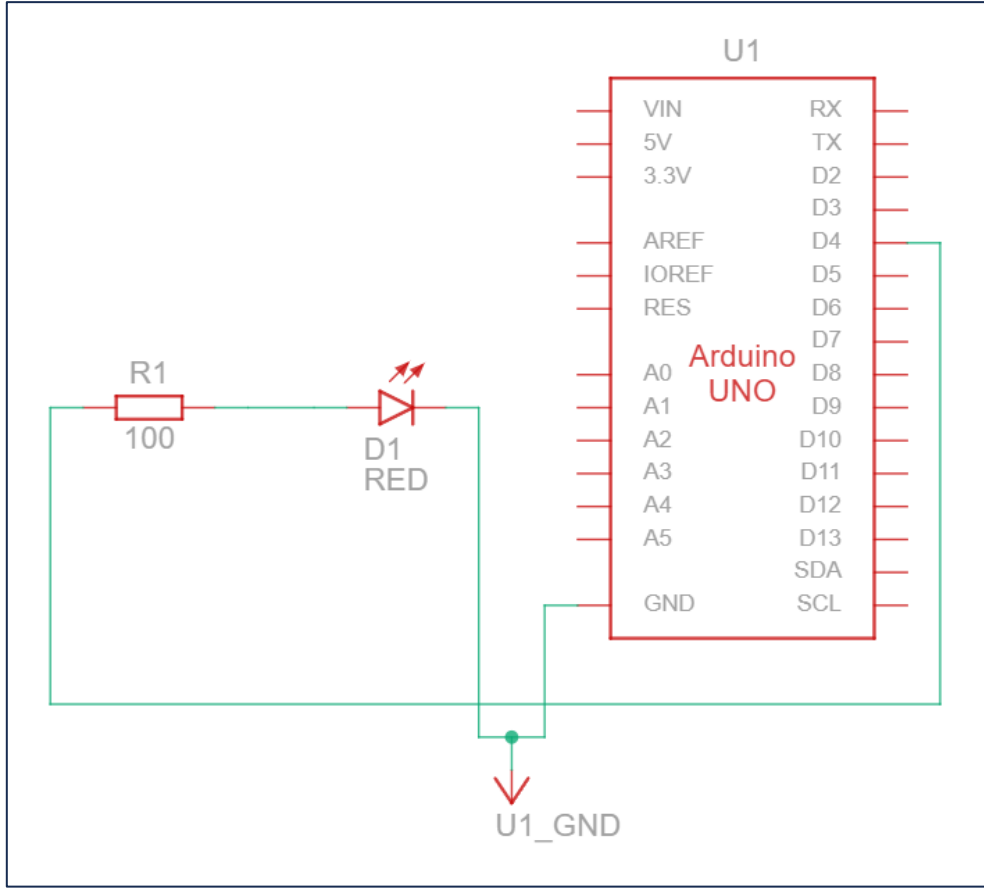 U1
VIN RX
5V TX
3.3V D2
D3
AREF D4
IOREF D5
RES D6
D7
Arduino
UNO
A0 D8
A1 D9
A2 D10
A3 D11
A4 D12
A5 D13
SDA
GND SCL
R1
100
D1
RED
U1_GND